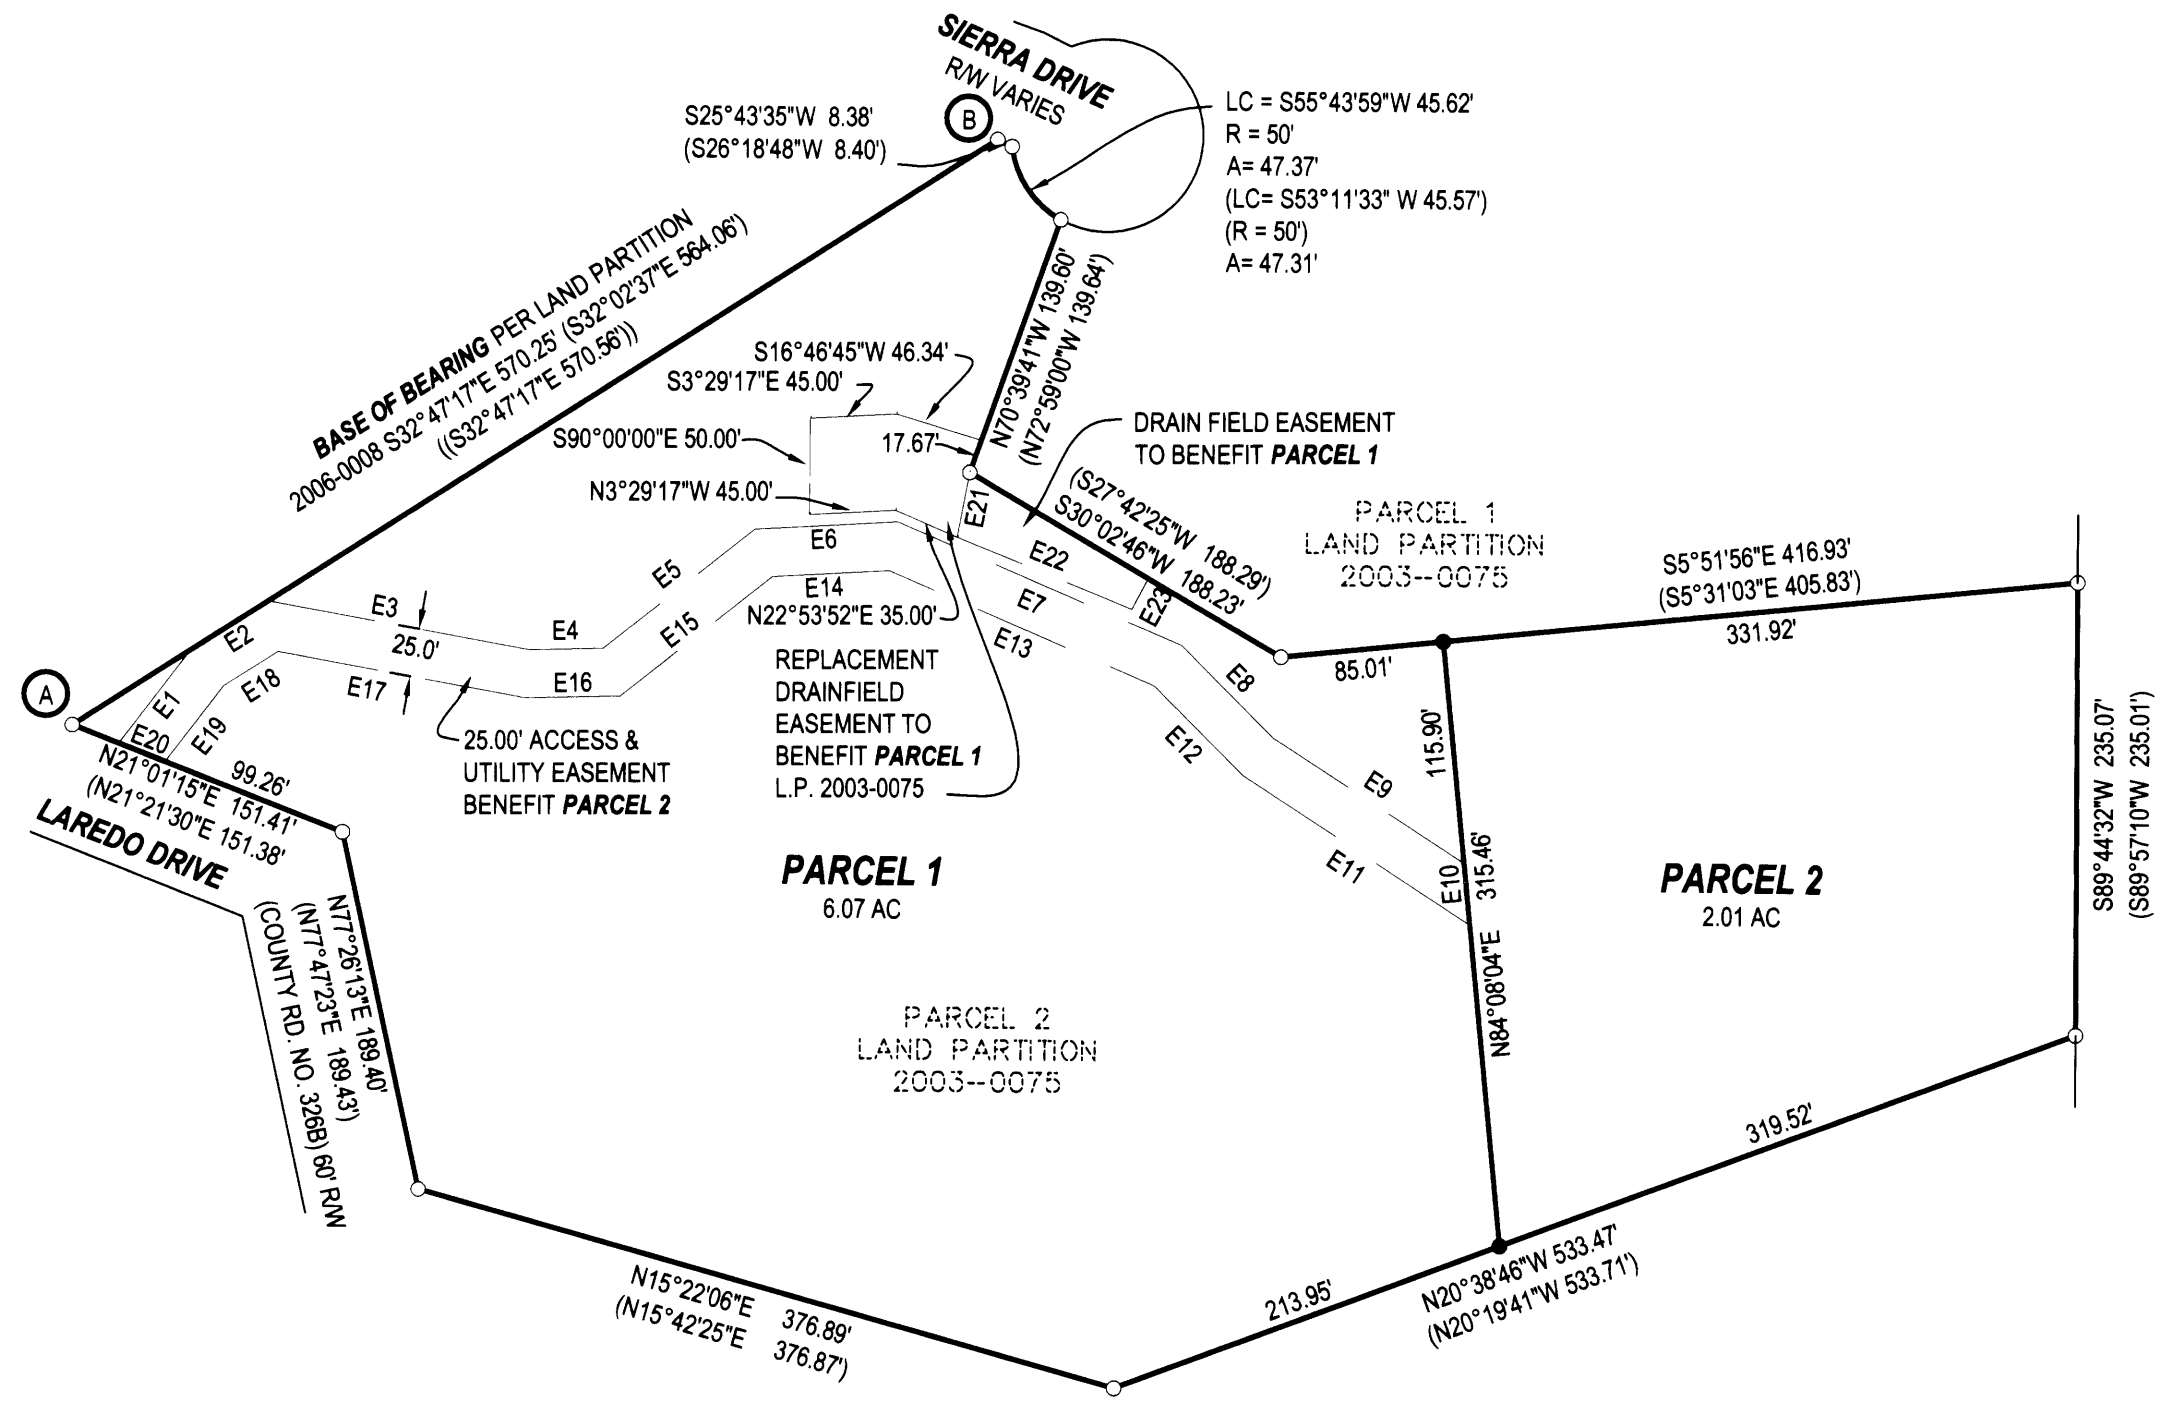 SIERRA DRIVE
R/W VARIES
S25°43'35"W 8.38'
(S26°18'48"W 8.40')
B
LC = S55°43'59"W 45.62'
R = 50'
A= 47.37'
(LC= S53°11'33" W 45.57')
(R = 50')
A= 47.31'
BASE OF BEARING PER LAND PARTITION
2006-0008 S32°47'17"E 570.25' (S32°02'37"E 564.06')
((S32°47'17"E 570.56'))
N70°39'41"W 139.60'
(N72°59'00"W 139.64')
S16°46'45"W 46.34'
S3°29'17"E 45.00'
S90°00'00"E 50.00'
17.67'
N3°29'17"W 45.00'
DRAIN FIELD EASEMENT
TO BENEFIT PARCEL 1
(S27°42'25"W 188.29')
S30°02'46"W 188.23'
PARCEL 1
LAND PARTITION
2003--0075
S5°51'56"E 416.93'
(S5°31'03"E 405.83')
331.92'
85.01'
E21
E22
E23
E6
E5
E14
E7
E13
N22°53'52"E 35.00'
E3
25.0'
E4
E15
E2
E1
E18
E17
E16
E19
E20
E8
E12
E9
E11
E10
A
25.00' ACCESS &
UTILITY EASEMENT
BENEFIT PARCEL 2
REPLACEMENT
DRAINFIELD
EASEMENT TO
BENEFIT PARCEL 1
L.P. 2003-0075
99.26'
N21°01'15"E 151.41'
(N21°21'30"E 151.38'
LAREDO DRIVE
N77°26'13"E 189.40'
(N77°47'23"E 189.43')
(COUNTY RD. NO. 326B) 60' R/W
PARCEL 1
6.07 AC
PARCEL 2
2.01 AC
115.90'
N84°08'04"E 315.46'
S89°44'32"W 235.07'
(S89°57'10"W 235.01')
PARCEL 2
LAND PARTITION
2003--0075
319.52'
213.95'
N20°38'46"W 533.47'
(N20°19'41"W 533.71')
N15°22'06"E 376.89'
(N15°42'25"E 376.87')